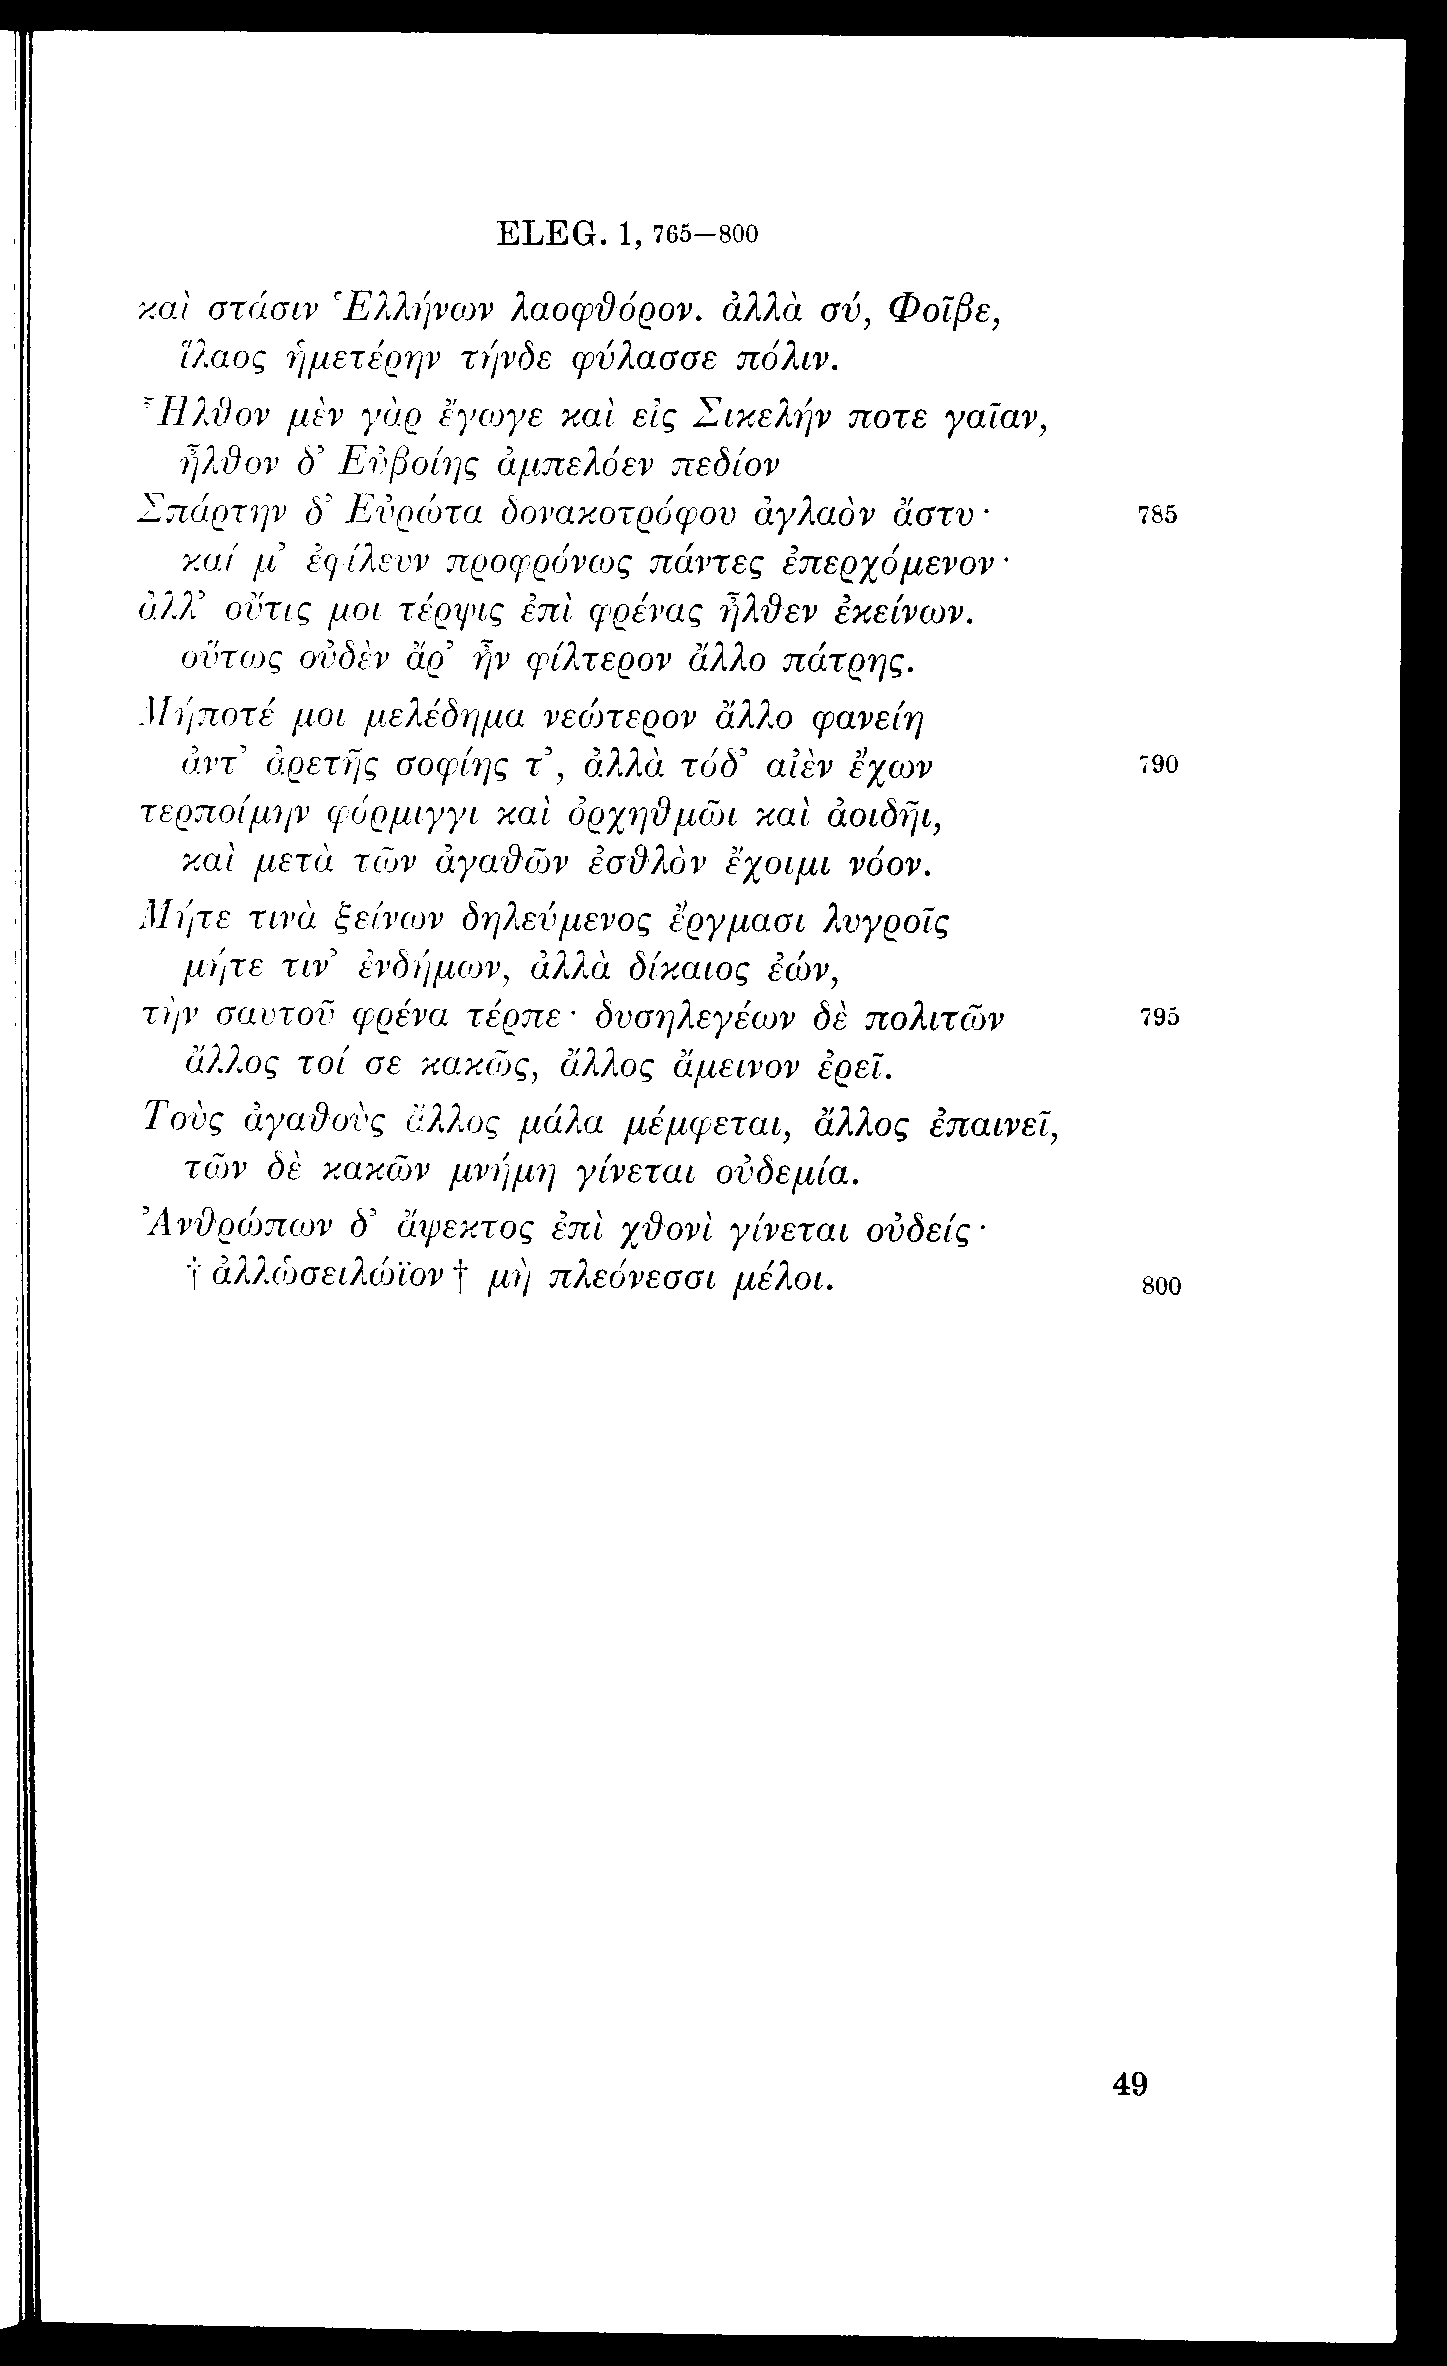 ELEG. 1, 765—800
καὶ στάσιν Ἑλλήνων λαοφθόρον. ἀλλὰ σύ, Φοῖβε,
ἵλαος ἡμετέρην τήνδε φύλασσε πόλιν.
Ἦλθον μὲν γὰρ ἔγωγε καὶ εἰς Σικελήν ποτε γαῖαν,
ἦλθον δ’ Εὐβοίης ἀμπελόεν πεδίον
Σπάρτην δ’ Εὐρώτα δονακοτρόφου ἀγλαὸν ἄστυ· 785
καί μ’ ἐφίλευν προφρόνως πάντες ἐπερχόμενον·
ἀλλ’ οὔτις μοι τέρψις ἐπὶ φρένας ἦλθεν ἐκείνων.
οὕτως οὐδὲν ἄρ’ ἦν φίλτερον ἄλλο πάτρης.
Μήποτέ μοι μελέδημα νεώτερον ἄλλο φανείη
ἀντ’ ἀρετῆς σοφίης τ’, ἀλλὰ τόδ’ αἰὲν ἔχων 790
τερποίμην φόρμιγγι καὶ ὀρχηθμῶι καὶ ἀοιδῆι,
καὶ μετὰ τῶν ἀγαθῶν ἐσθλὸν ἔχοιμι νόον.
Μήτε τινὰ ξείνων δηλεύμενος ἔργμασι λυγροῖς
μήτε τιν’ ἐνδήμων, ἀλλὰ δίκαιος ἐών,
τὴν σαυτοῦ φρένα τέρπε· δυσηλεγέων δὲ πολιτῶν 795
ἄλλος τοί σε κακῶς, ἄλλος ἄμεινον ἐρεῖ.
Τοὺς ἀγαθοὺς ἄλλος μάλα μέμφεται, ἄλλος ἐπαινεῖ,
τῶν δὲ κακῶν μνήμη γίνεται οὐδεμία.
Ἀνθρώπων δ’ ἄψεκτος ἐπὶ χθονὶ γίνεται οὐδείς·
† ἀλλὡσειλώϊον † μὴ πλεόνεσσι μέλοι. 800
49